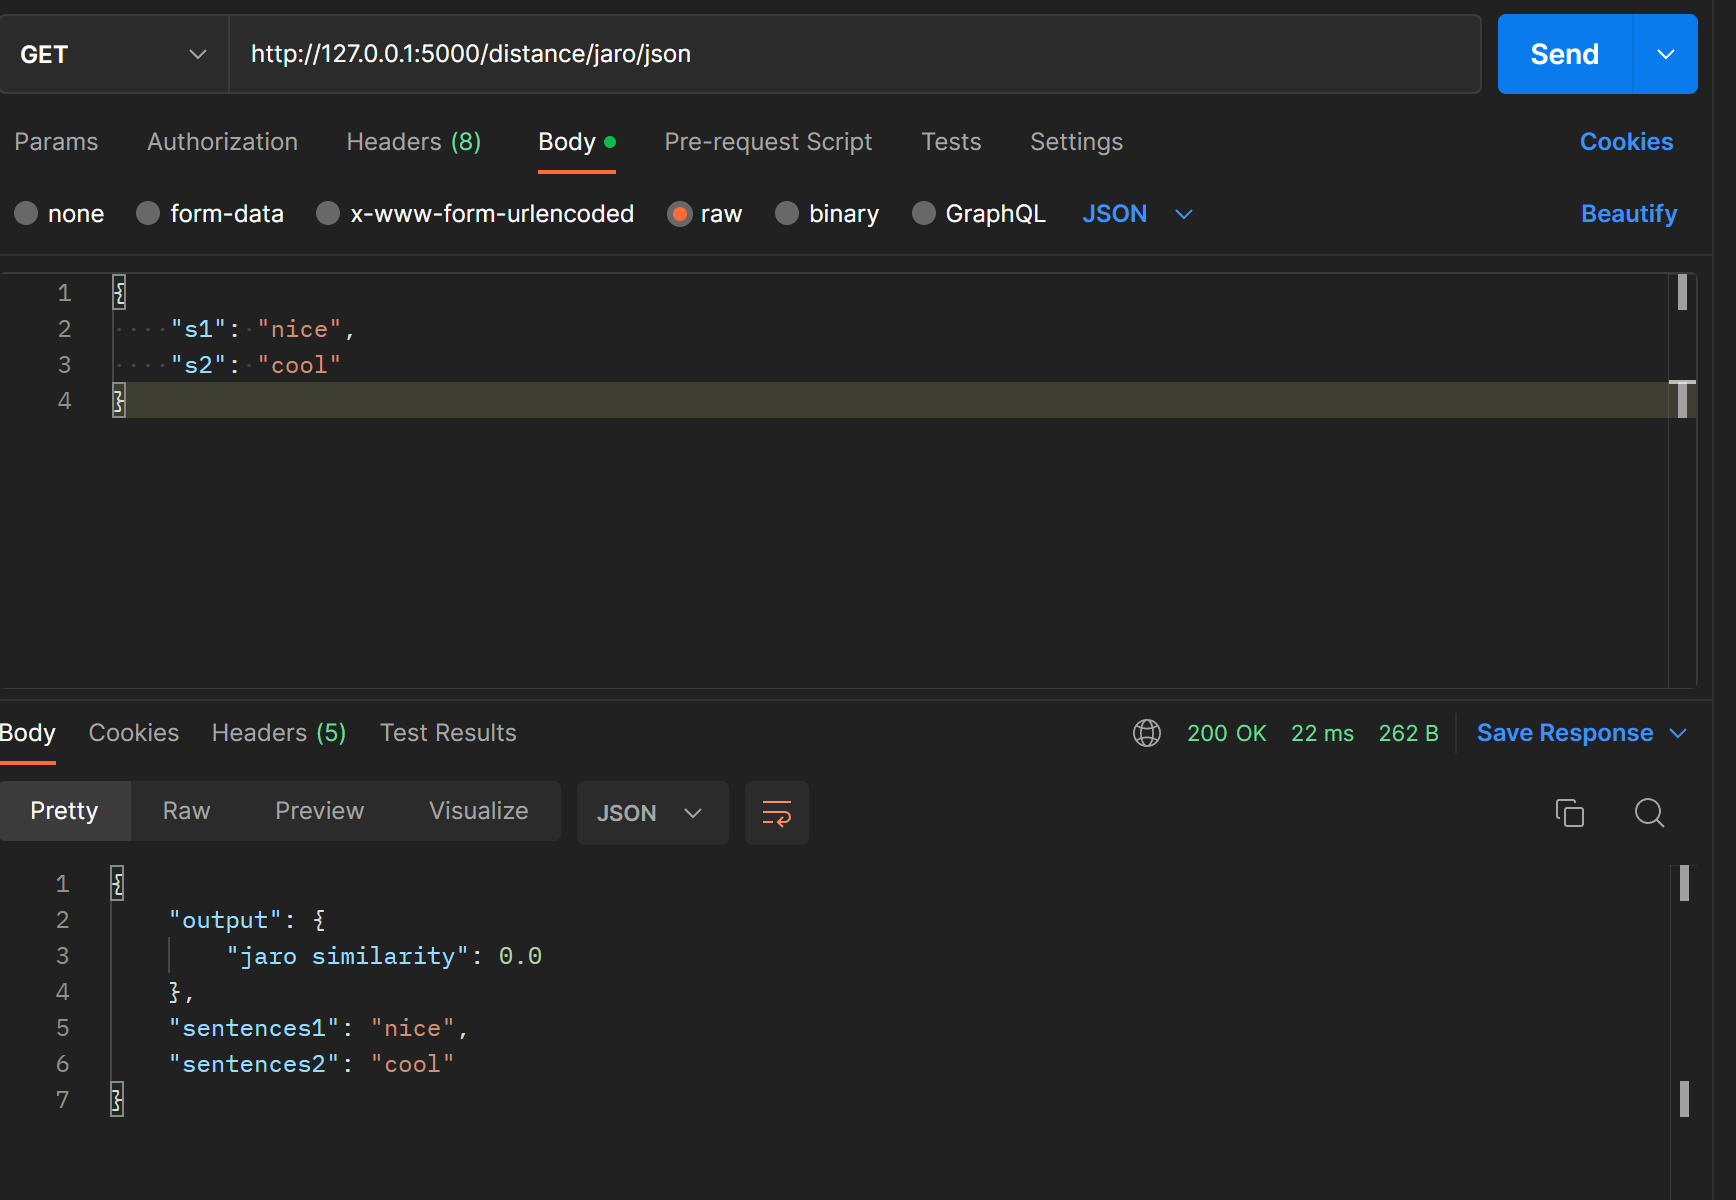 GET http://127.0.0.1:5000/distance/jaro/json Send
Params Authorization Headers (8) Body Pre-request Script Tests Settings Cookies
none form-data x-www-form-urlencoded raw binary GraphQL JSON Beautify
1 {
2 "s1": "nice",
3 "s2": "cool"
4 }
Body Cookies Headers (5) Test Results 200 OK 22 ms 262 B Save Response
Pretty Raw Preview Visualize JSON
1 {
2 "output": {
3 "jaro similarity": 0.0
4 },
5 "sentences1": "nice",
6 "sentences2": "cool"
7 }